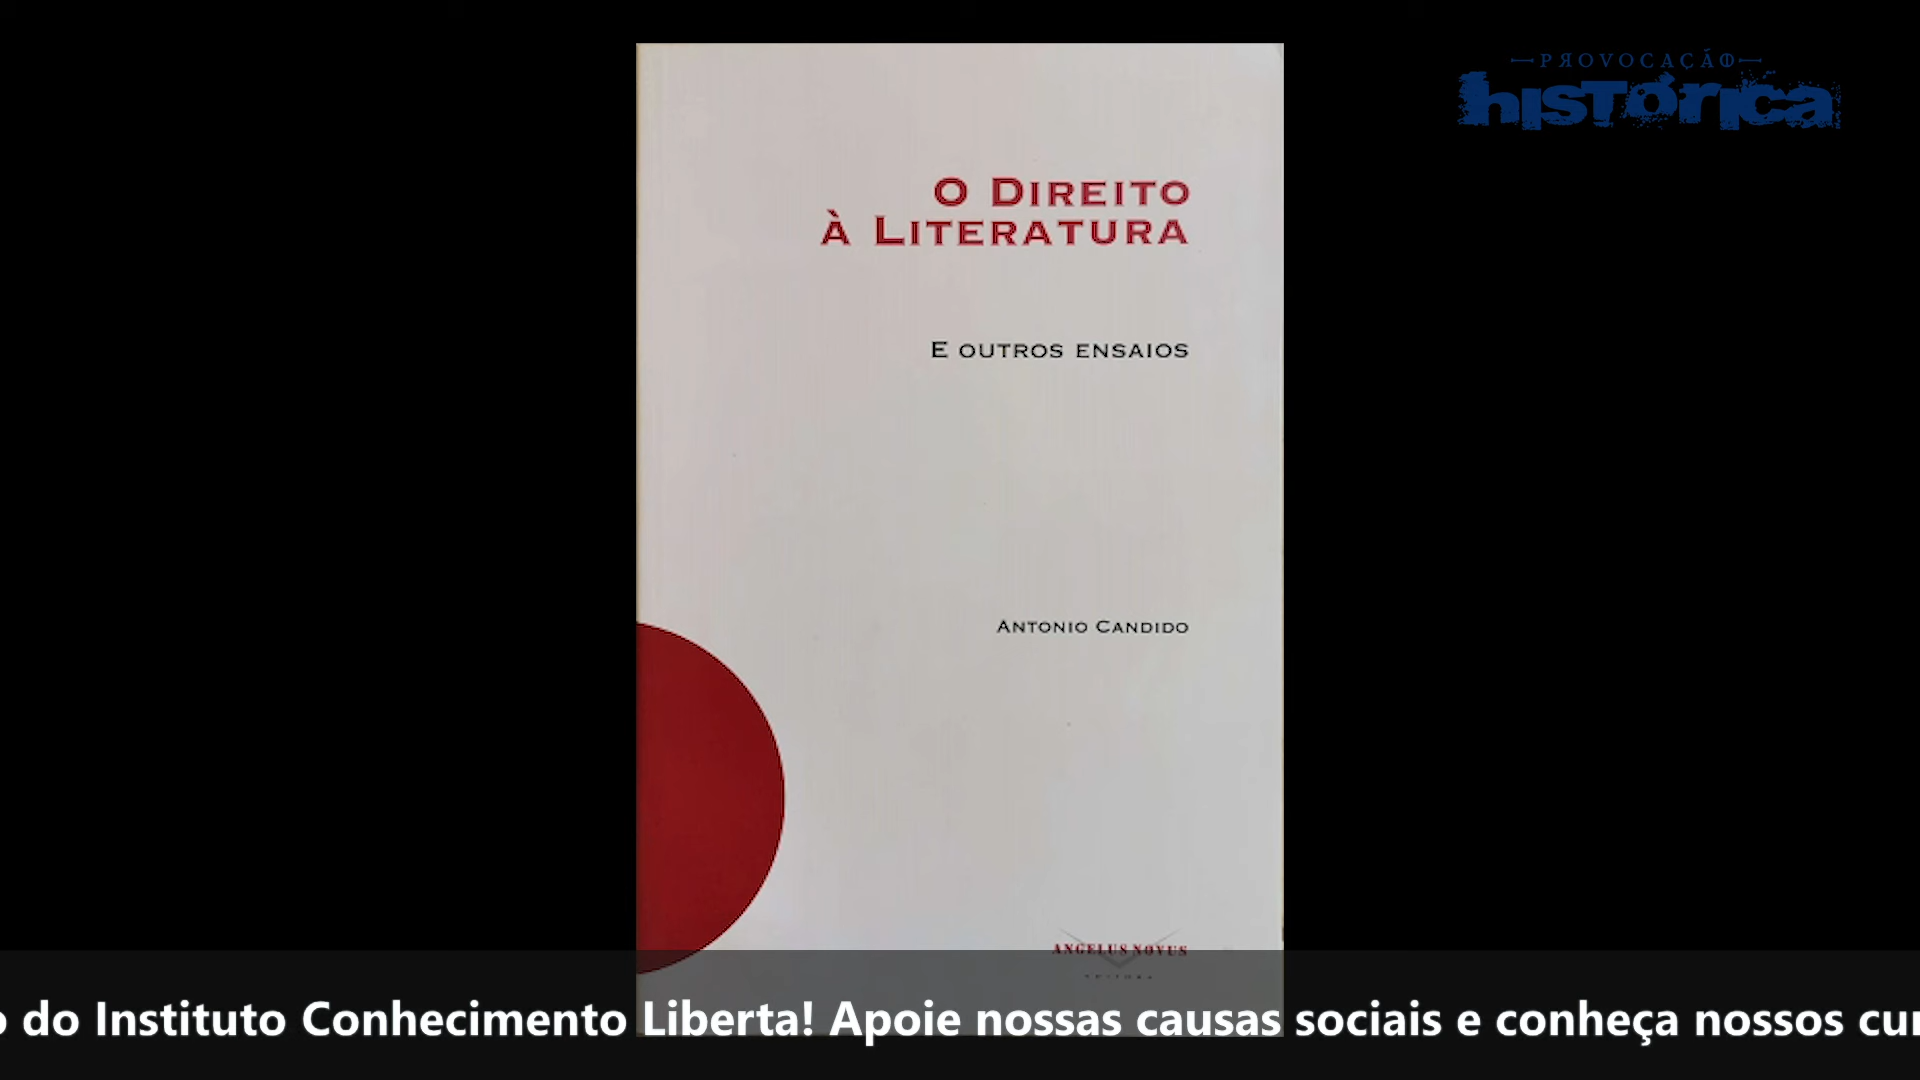 PROVOCAÇÃO
HISTÓRICA
O DIREITO
À LITERATURA
E OUTROS ENSAIOS
ANTONIO CANDIDO
ANGELUS NOVUS
EDITORA
do Instituto Conhecimento Liberta! Apoie nossas causas sociais e conheça nossos